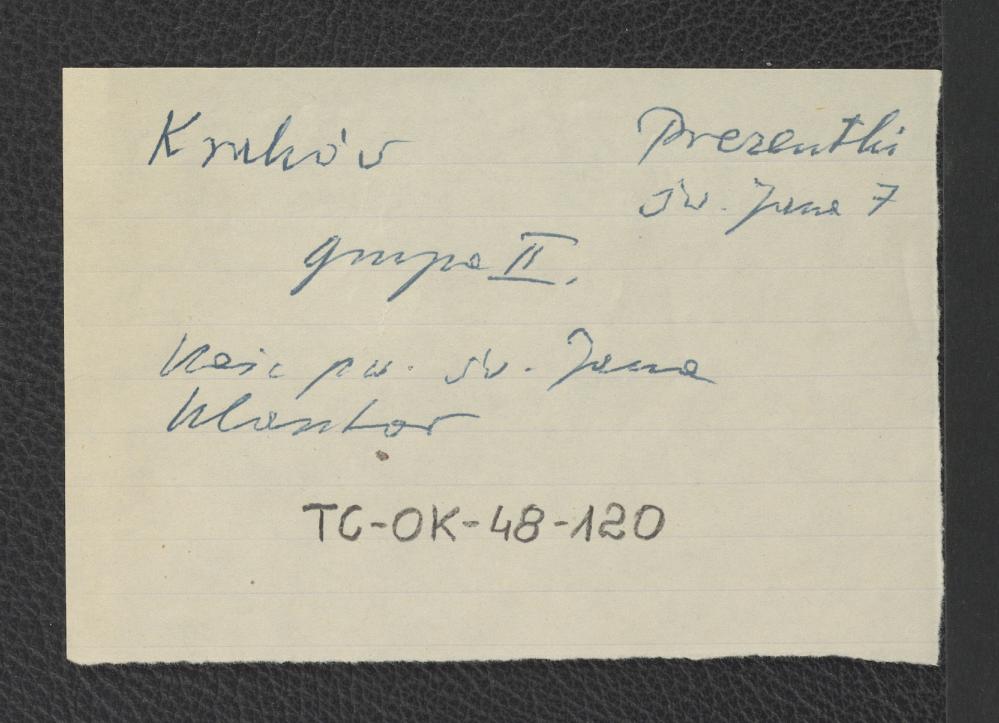 Kraków
Prezentki
św. Jana 7
grupa II.
Kośc pw. św. Jana
Klasztor
TC-OK-48-120